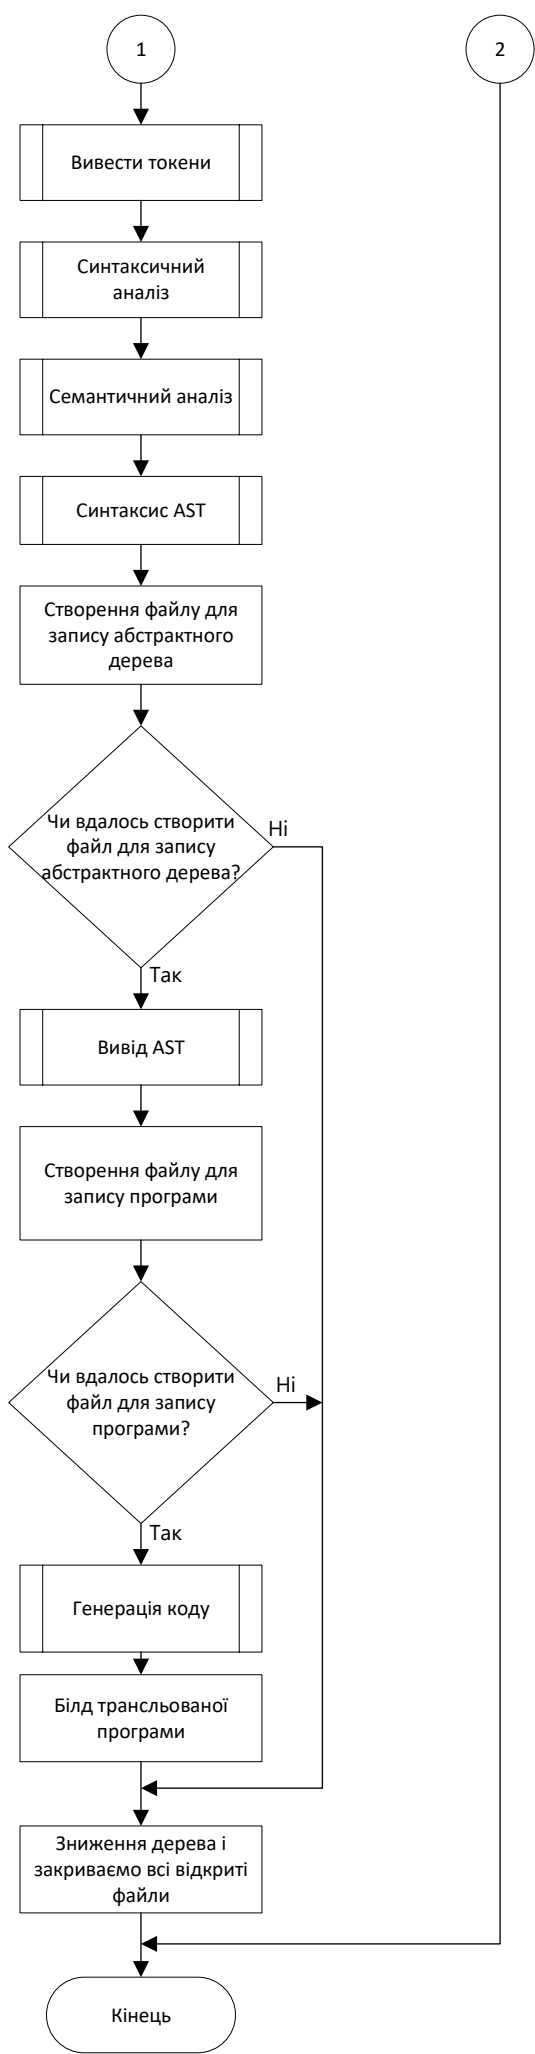 1
2
Вивести токени
Синтаксичний
аналіз
Семантичний аналіз
Синтаксис AST
Створення файлу для
запису абстрактного
дерева
Чи вдалось створити
файл для запису
абстрактного дерева?
Ні
Так
Вивід AST
Створення файлу для
запису програми
Чи вдалось створити
файл для запису
програми?
Ні
Так
Генерація коду
Білд трансльованої
програми
Зниження дерева і
закриваємо всі відкриті
файли
Кінець